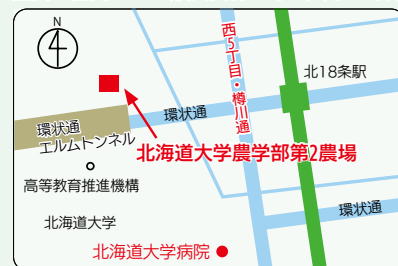 N
西5丁目・樽川通
北18条駅
環状通
環状通
エルムトンネル
北海道大学農学部第2農場
高等教育推進機構
環状通
北海道大学
北海道大学病院